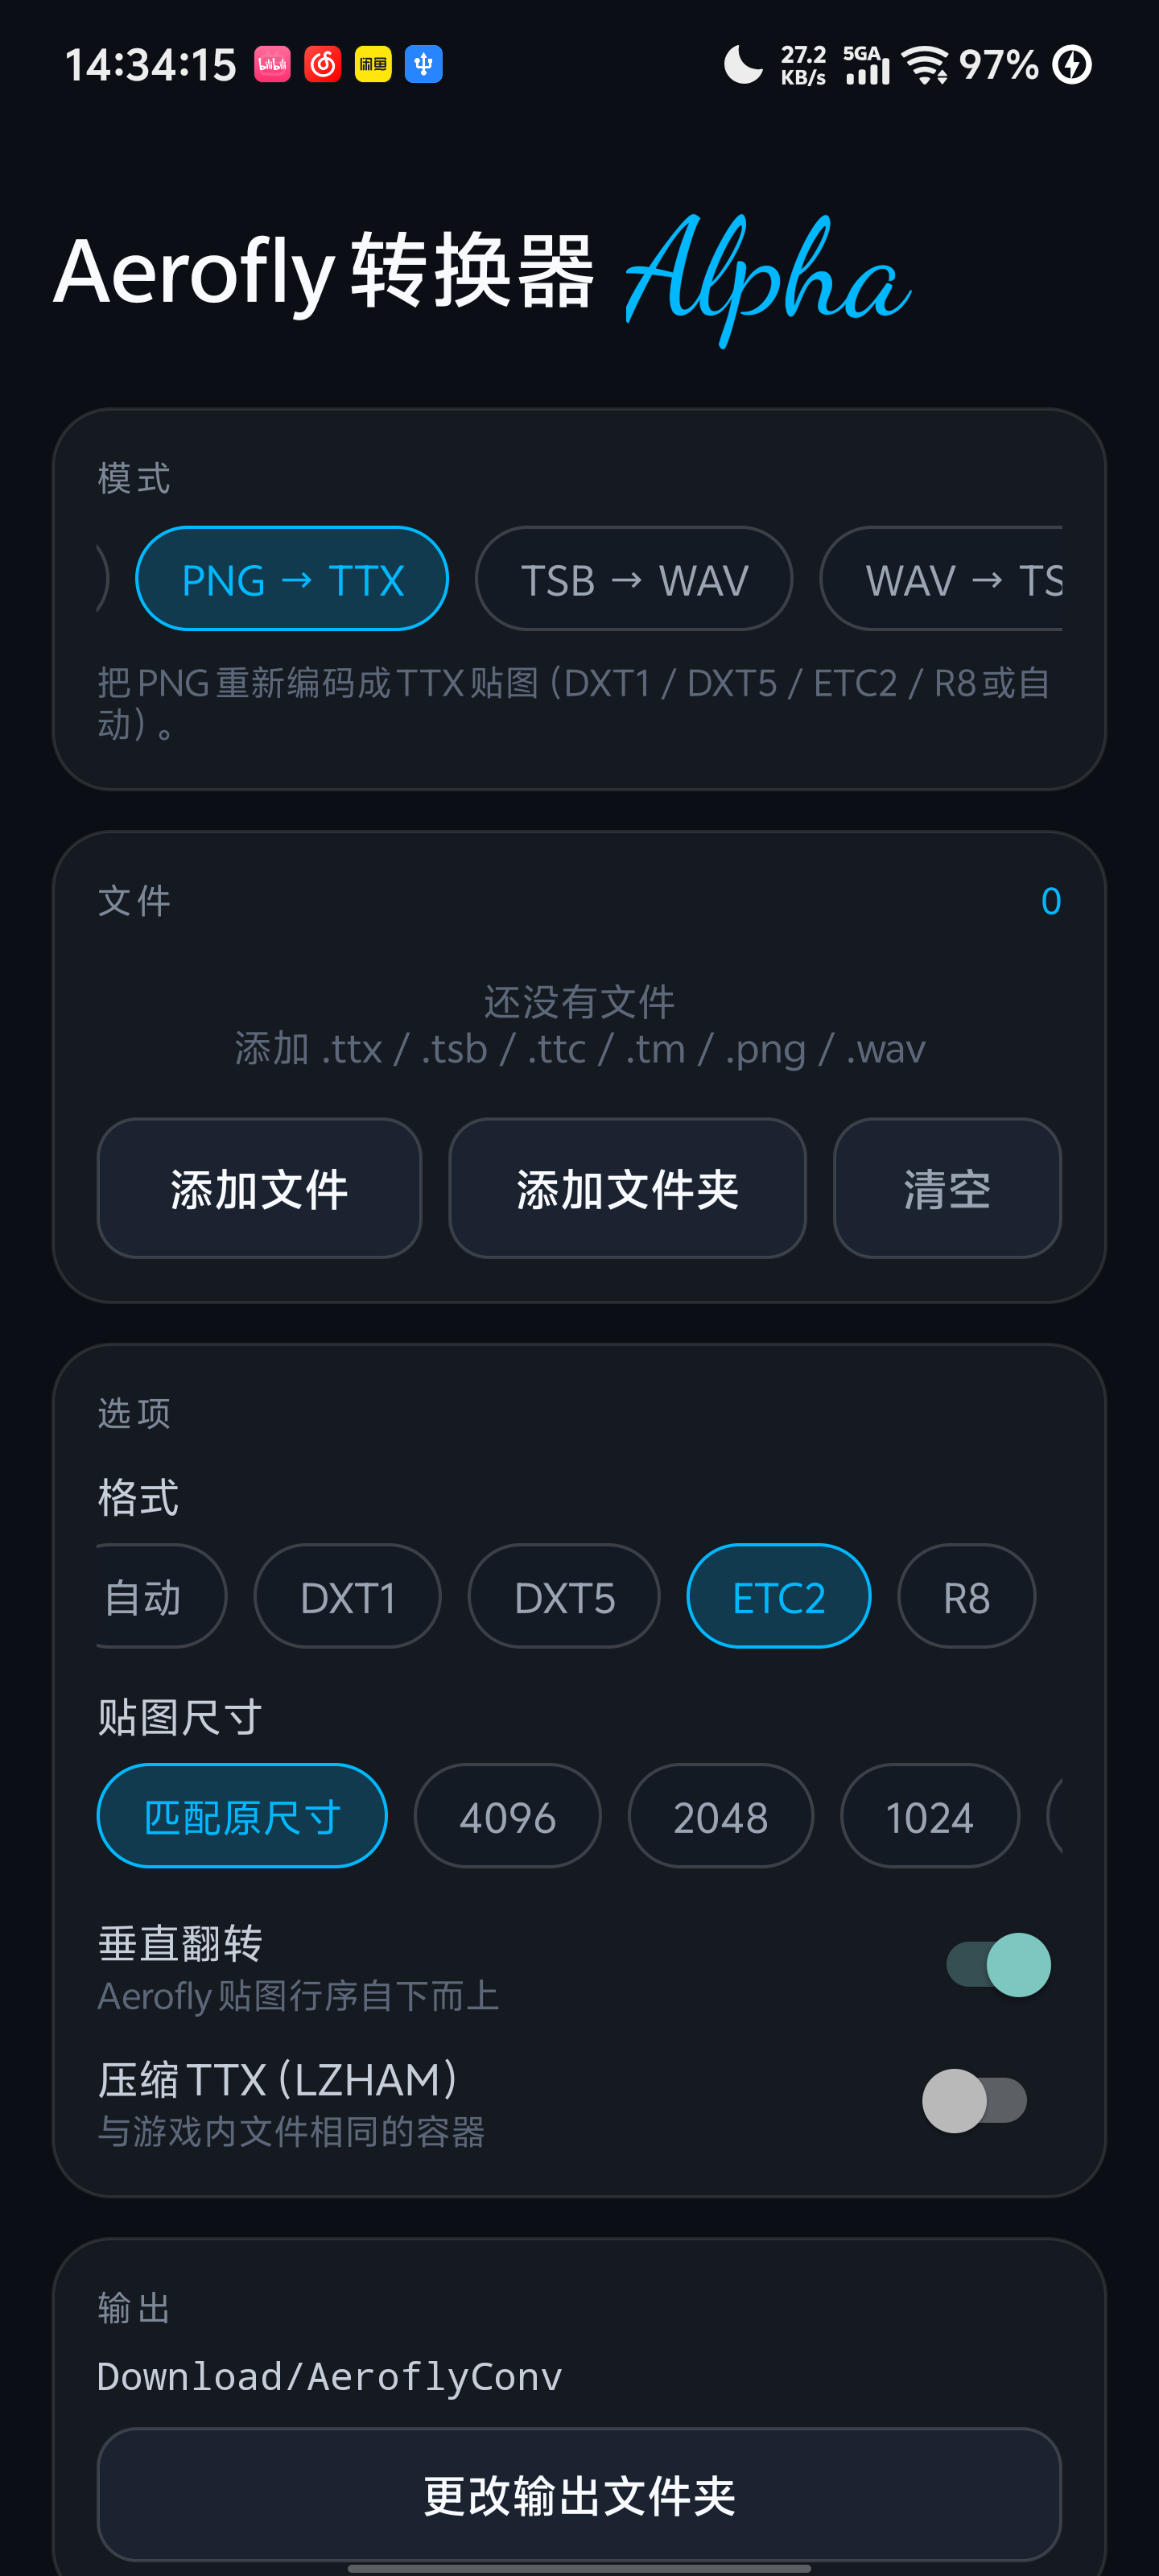 14:34:15 bilibili 闲鱼 27.2 KB/s 5GA 97%
Aerofly 转换器 Alpha
模式
PNG → TTX TSB → WAV WAV → TS
把 PNG 重新编码成 TTX 贴图 (DXT1 / DXT5 / ETC2 / R8 或自
动) 。
文件 0
还没有文件
添加 .ttx / .tsb / .ttc / .tm / .png / .wav
添加文件 添加文件夹 清空
选项
格式
自动 DXT1 DXT5 ETC2 R8
贴图尺寸
匹配原尺寸 4096 2048 1024
垂直翻转
Aerofly 贴图行序自下而上
压缩 TTX (LZHAM)
与游戏内文件相同的容器
输出
Download/AeroflyConv
更改输出文件夹